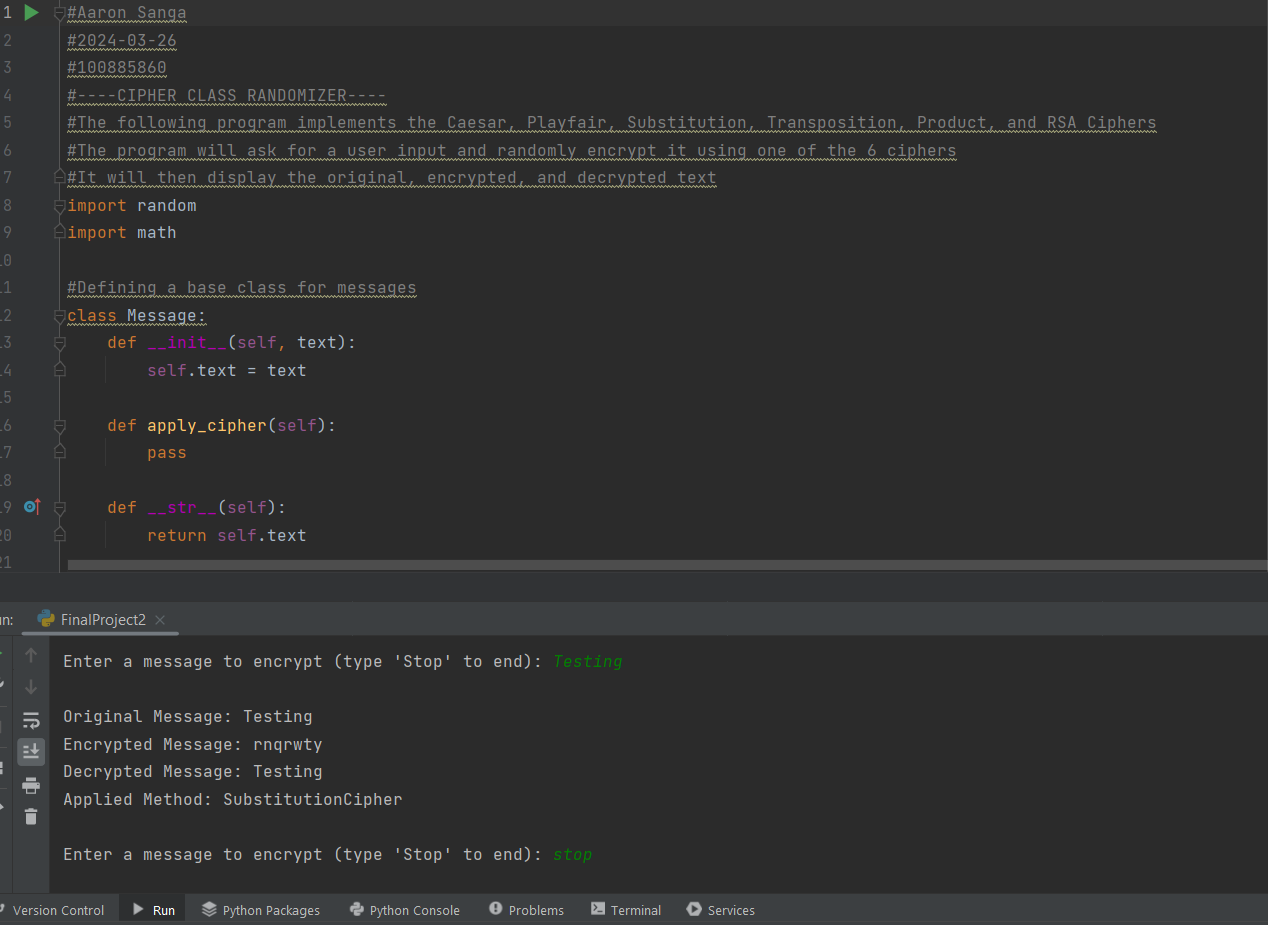 1 #Aaron Sanga
2 #2024-03-26
3 #100885860
4 #----CIPHER CLASS RANDOMIZER----
5 #The following program implements the Caesar, Playfair, Substitution, Transposition, Product, and RSA Ciphers
6 #The program will ask for a user input and randomly encrypt it using one of the 6 ciphers
7 #It will then display the original, encrypted, and decrypted text
8 import random
9 import math
10
11 #Defining a base class for messages
12 class Message:
13     def __init__(self, text):
14         self.text = text
15
16     def apply_cipher(self):
17         pass
18
19     def __str__(self):
20         return self.text
21
un: FinalProject2
Enter a message to encrypt (type 'Stop' to end): Testing
Original Message: Testing
Encrypted Message: rnqrwty
Decrypted Message: Testing
Applied Method: SubstitutionCipher
Enter a message to encrypt (type 'Stop' to end): stop
Version Control Run Python Packages Python Console Problems Terminal Services